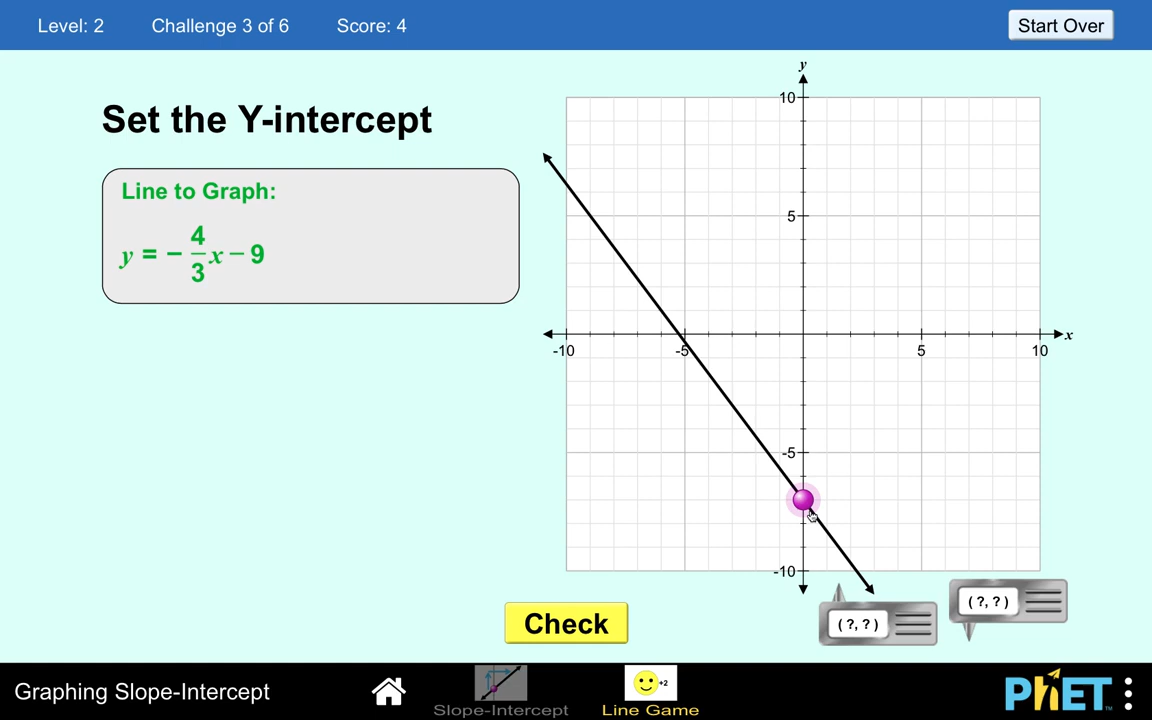 Level: 2 Challenge 3 of 6 Score: 4 Start Over
Set the Y-intercept
Line to Graph:
y = - 4/3 x - 9
y
10
5
-10 -5 5 10 x
-5
-10
( ?, ? )
( ?, ? )
Check
Graphing Slope-Intercept
Slope-Intercept
+2
Line Game
PhET